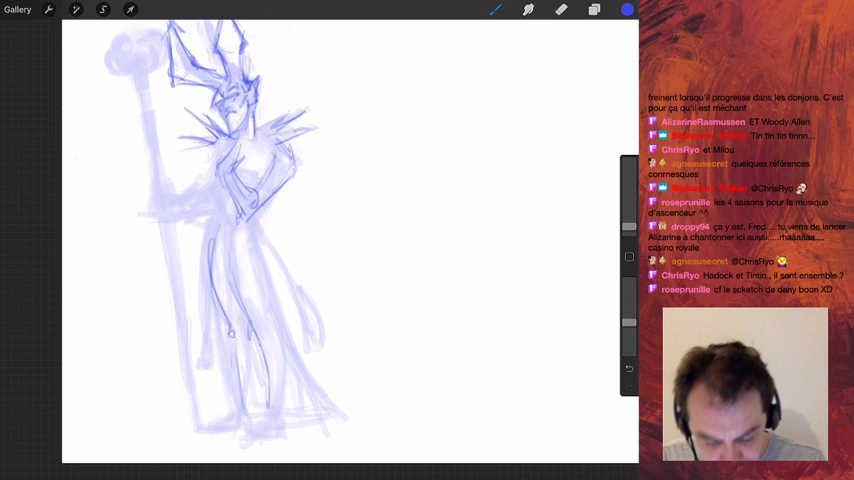 Gallery
freinent lorsqu'il progresse dans les donjons. C'est
pour ça qu'il est méchant
AlizarineRasmussen ET Woody Allen
Tin tin tin tinnn...
ChrisRyo et Milou
agneausecret quelques références
conrnesques
@ChrisRyo
roseprunille les 4 saisons pour la musique
d'ascenceur ^^
droppy94 ça y est, Fred.... tu viens de lancer
Alizarine à chantonner ici aussi.....rhaaaaaa....
casino royale
agneausecret @ChrisRyo
ChrisRyo Hadock et Tintin., il sont ensemble ?
roseprunille cf le scketch de dany boon XD